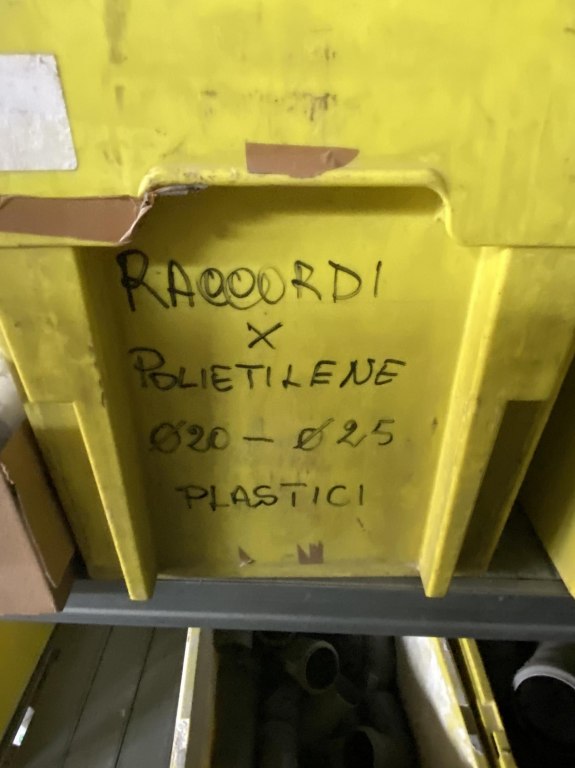 RACCORDI
X
POLIETILENE
Ø20 - Ø25
PLASTICI